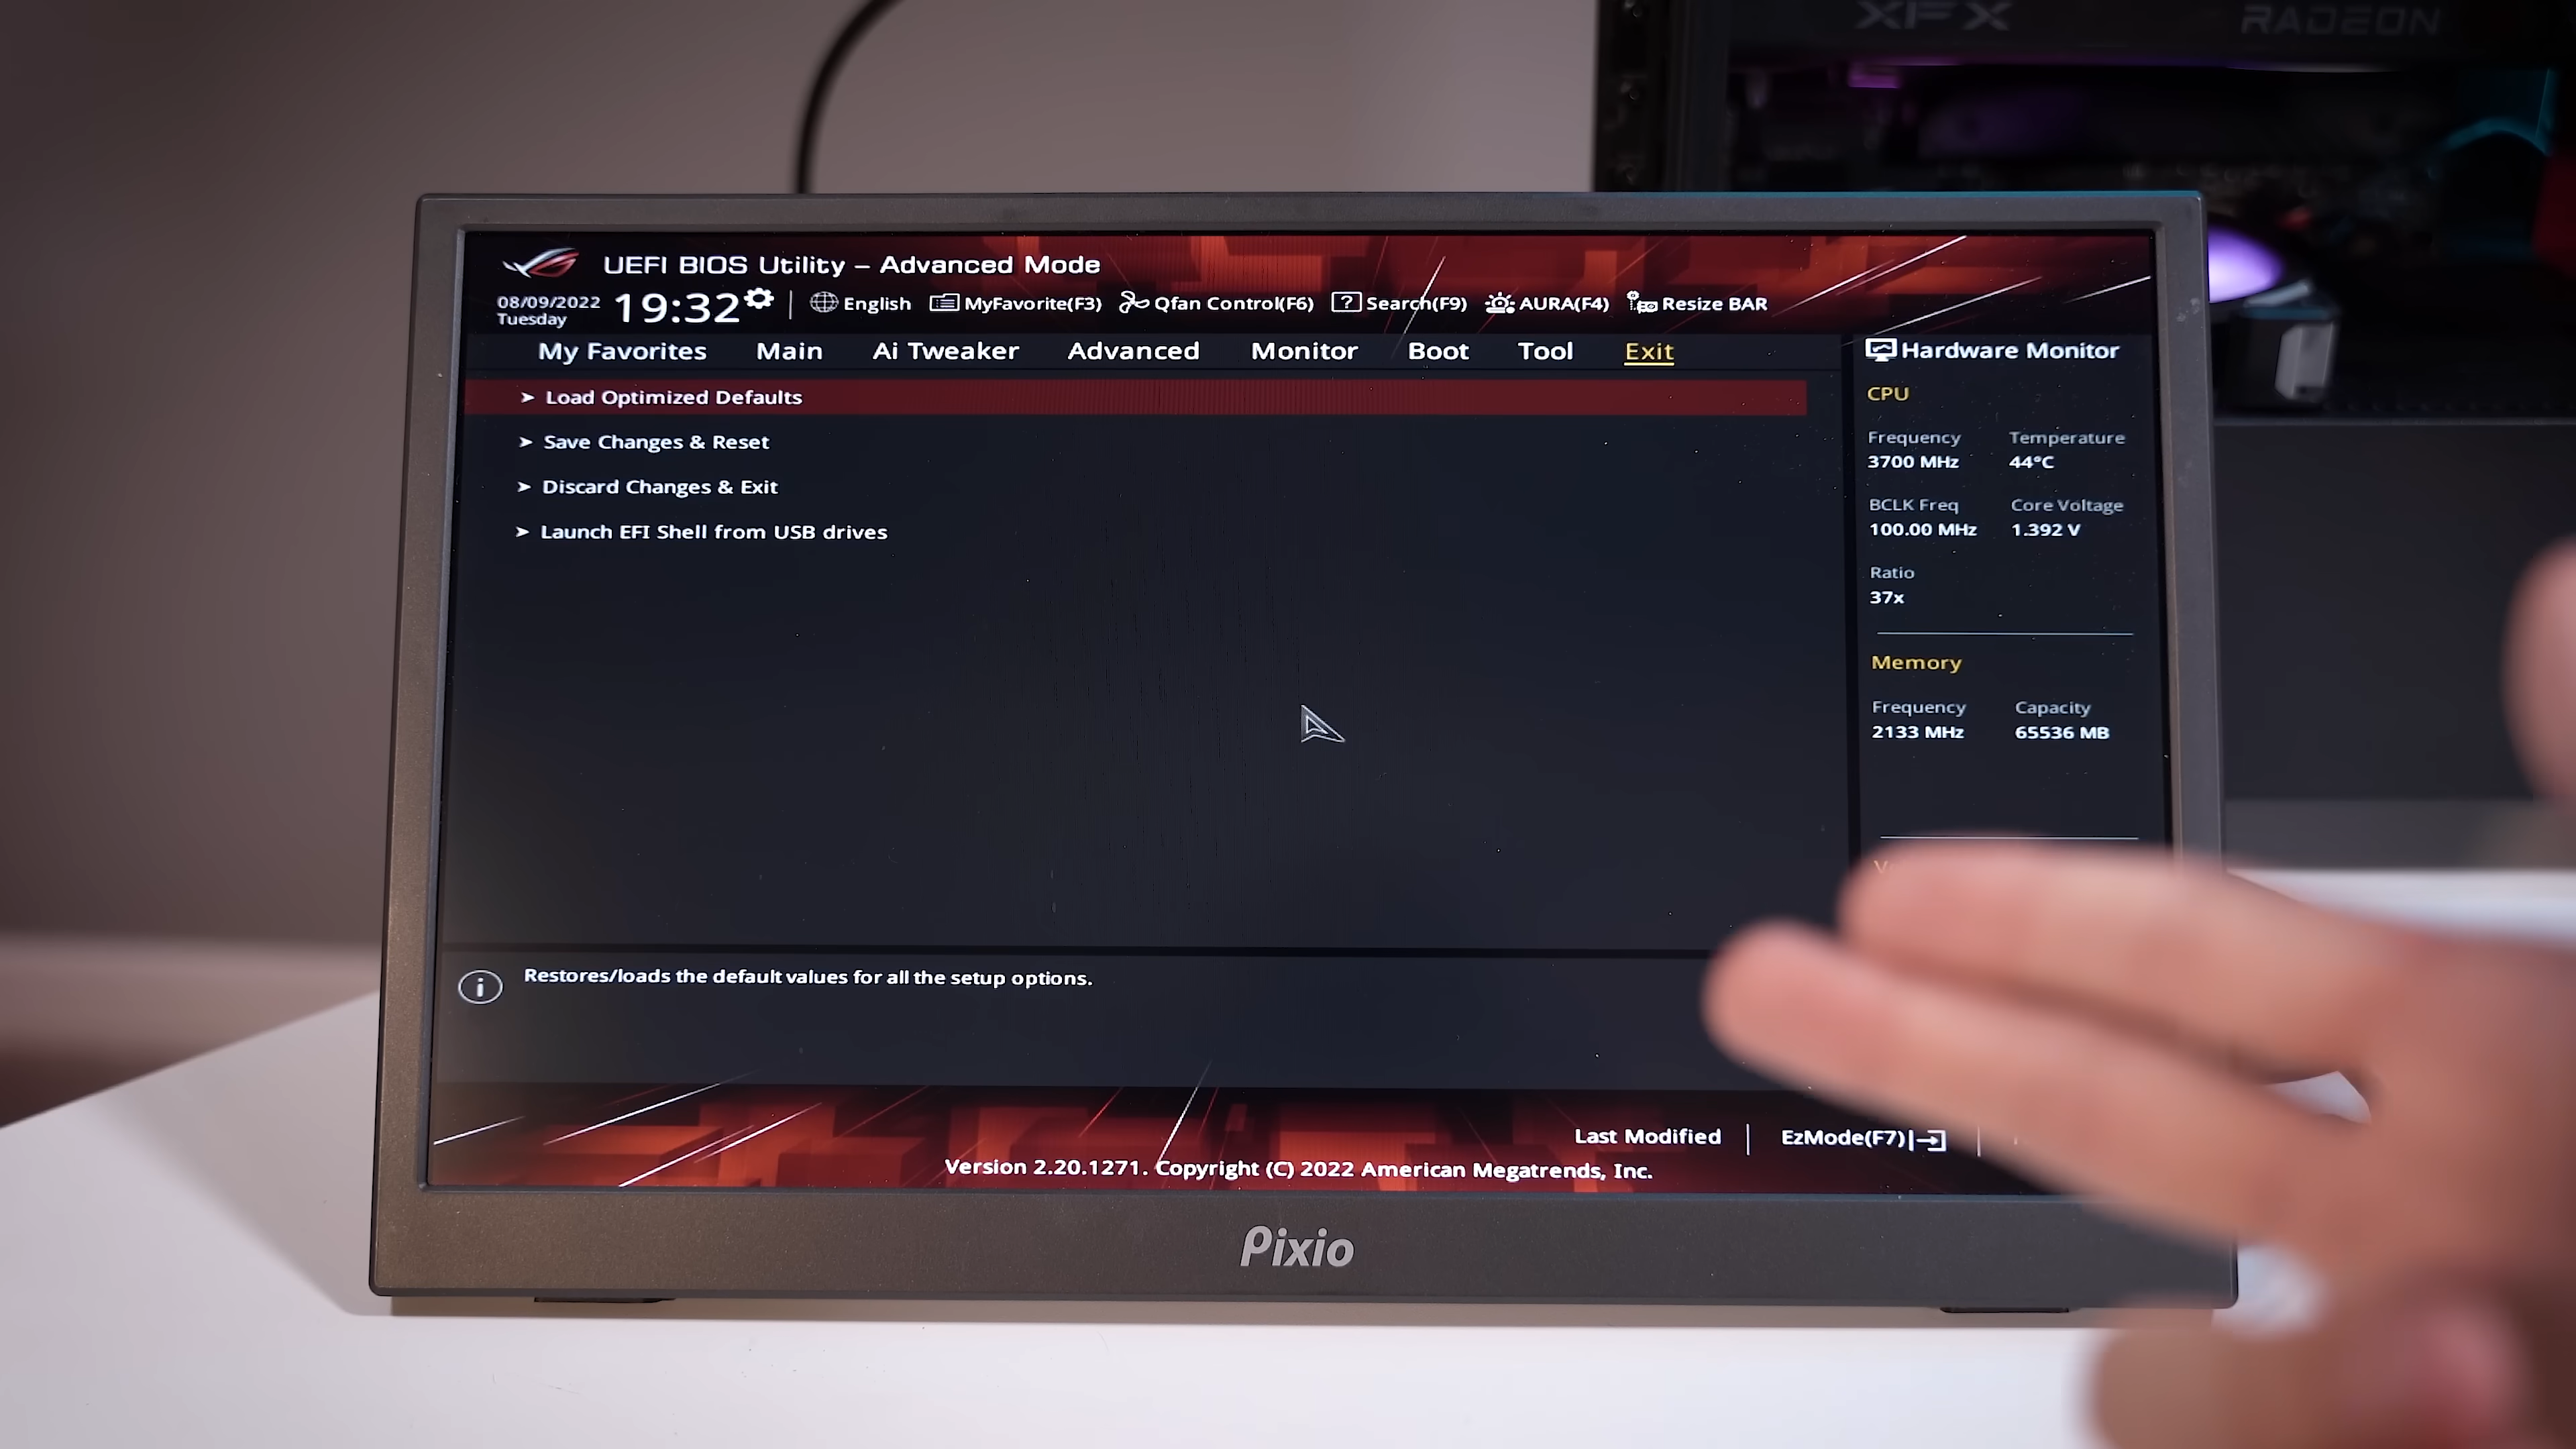 XFX RADEON
UEFI BIOS Utility – Advanced Mode
08/09/2022
Tuesday
19:32
English MyFavorite(F3) Qfan Control(F6) ? Search(F9) AURA(F4) Resize BAR
My Favorites Main Ai Tweaker Advanced Monitor Boot Tool Exit
Load Optimized Defaults
Save Changes & Reset
Discard Changes & Exit
Launch EFI Shell from USB drives
Hardware Monitor
CPU
Frequency Temperature
3700 MHz 44°C
BCLK Freq Core Voltage
100.00 MHz 1.392 V
Ratio
37x
Memory
Frequency Capacity
2133 MHz 65536 MB
i Restores/loads the default values for all the setup options.
Last Modified EzMode(F7)
Version 2.20.1271. Copyright (C) 2022 American Megatrends, Inc.
Pixio